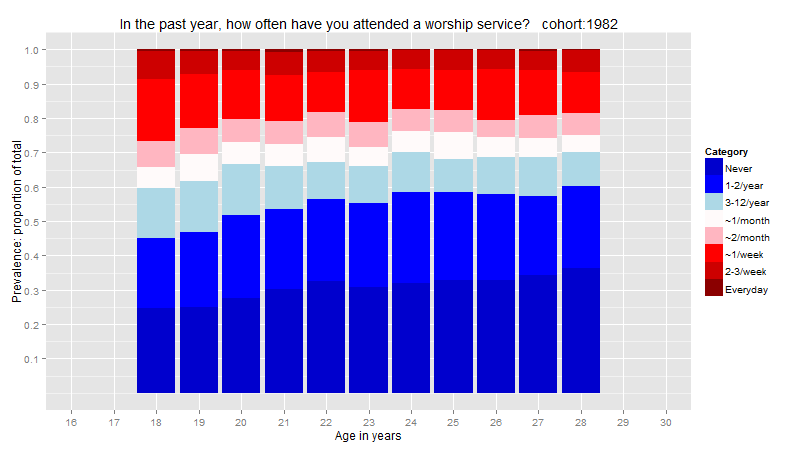 In the past year, how often have you attended a worship service?   cohort:1982
Prevalence: proportion of total
1.0
0.9
0.8
0.7
0.6
0.5
0.4
0.3
0.2
0.1
16 17 18 19 20 21 22 23 24 25 26 27 28 29 30
Age in years
Category
Never
1-2/year
3-12/year
~1/month
~2/month
~1/week
2-3/week
Everyday